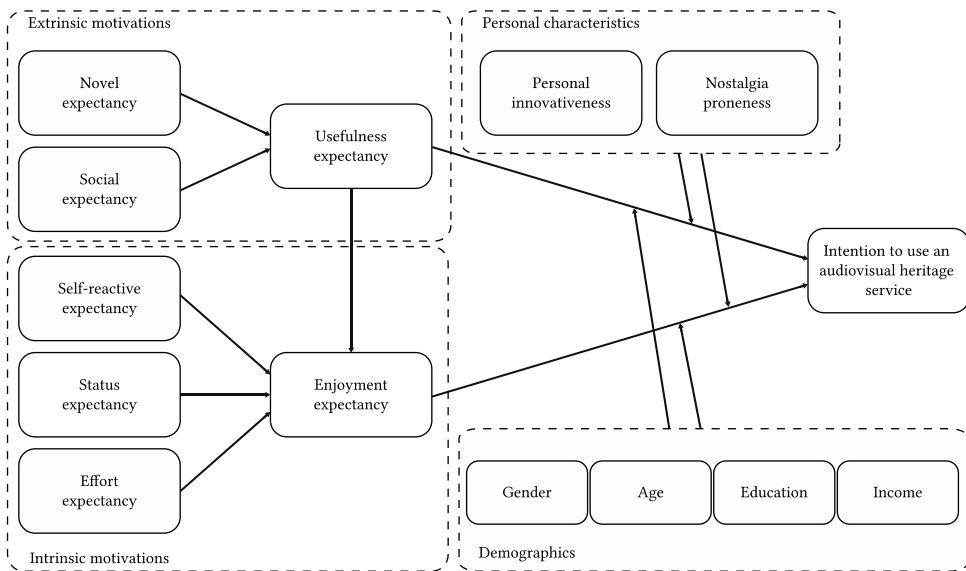 Extrinsic motivations
Novel
expectancy
Social
expectancy
Usefulness
expectancy
Personal characteristics
Personal
innovativeness
Nostalgia
proneness
Intention to use an
audiovisual heritage
service
Self-reactive
expectancy
Status
expectancy
Effort
expectancy
Enjoyment
expectancy
Intrinsic motivations
Gender
Age
Education
Income
Demographics